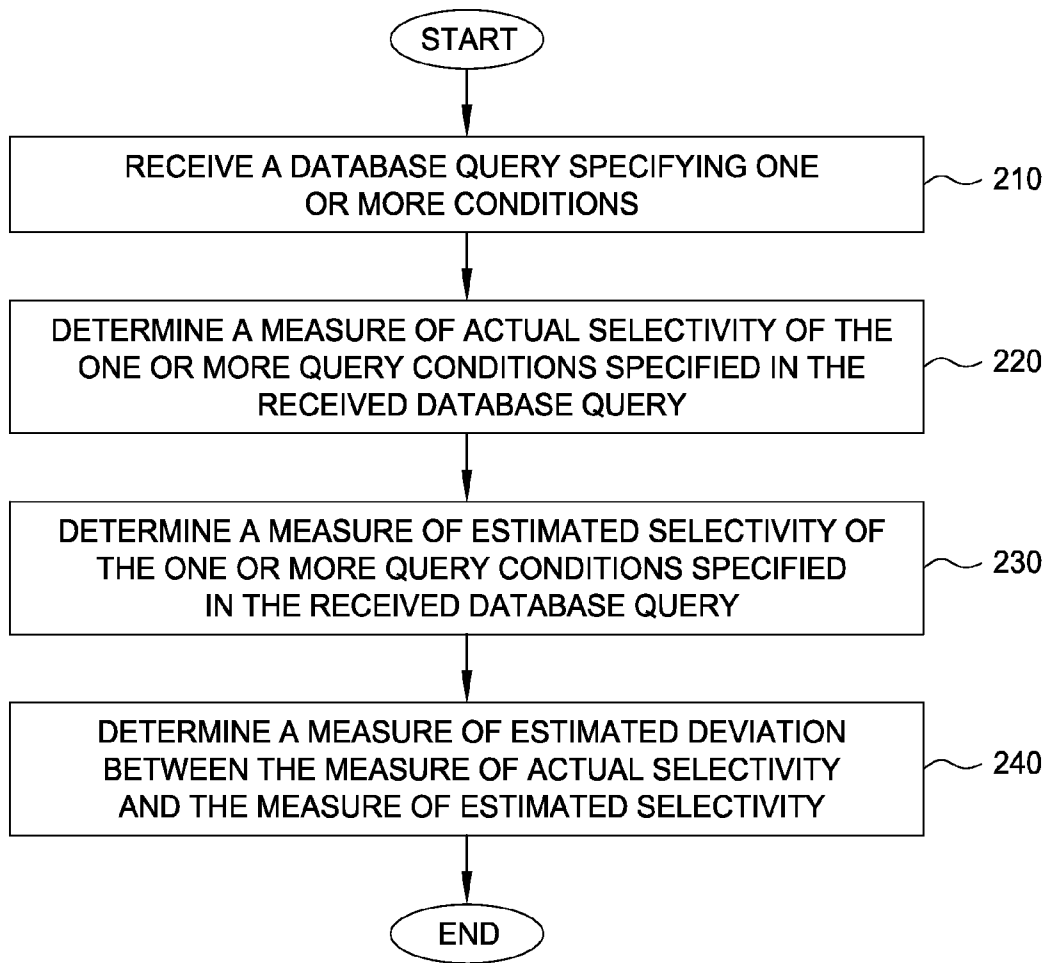 START
RECEIVE A DATABASE QUERY SPECIFYING ONE
OR MORE CONDITIONS
210
DETERMINE A MEASURE OF ACTUAL SELECTIVITY OF THE
ONE OR MORE QUERY CONDITIONS SPECIFIED IN THE
RECEIVED DATABASE QUERY
220
DETERMINE A MEASURE OF ESTIMATED SELECTIVITY OF
THE ONE OR MORE QUERY CONDITIONS SPECIFIED
IN THE RECEIVED DATABASE QUERY
230
DETERMINE A MEASURE OF ESTIMATED DEVIATION
BETWEEN THE MEASURE OF ACTUAL SELECTIVITY
AND THE MEASURE OF ESTIMATED SELECTIVITY
240
END